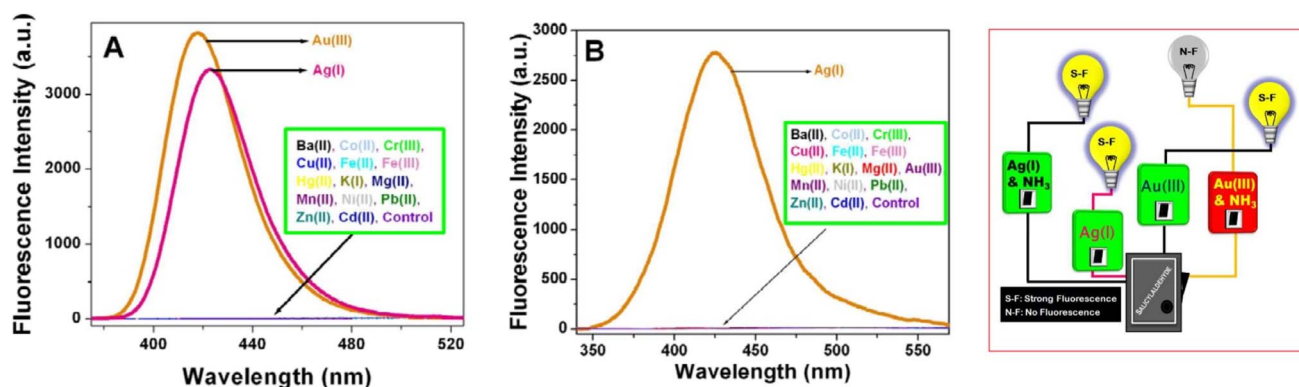 A
Fluorescence Intensity (a.u.)
3000
2000
1000
0
400
440
480
520
Wavelength (nm)
Au(III)
Ag(I)
Ba(II), Co(II), Cr(III),
Cu(II), Fe(II), Fe(III)
Hg(II), K(I), Mg(II),
Mn(II), Ni(II), Pb(II),
Zn(II), Cd(II), Control
B
Fluorescence Intensity (a.u.)
3000
2500
2000
1500
1000
500
0
350
400
450
500
550
Wavelength (nm)
Ag(I)
Ba(II), Co(II), Cr(III),
Cu(II), Fe(II), Fe(III)
Hg(II), K(I), Mg(II), Au(III)
Mn(II), Ni(II), Pb(II),
Zn(II), Cd(II), Control
N-F
S-F
S-F
S-F
Ag(I)
& NH₃
Au(III)
Au(III)
& NH₃
Ag(I)
SALICYLALDEHYDE
S-F: Strong Fluorescence
N-F: No Fluorescence